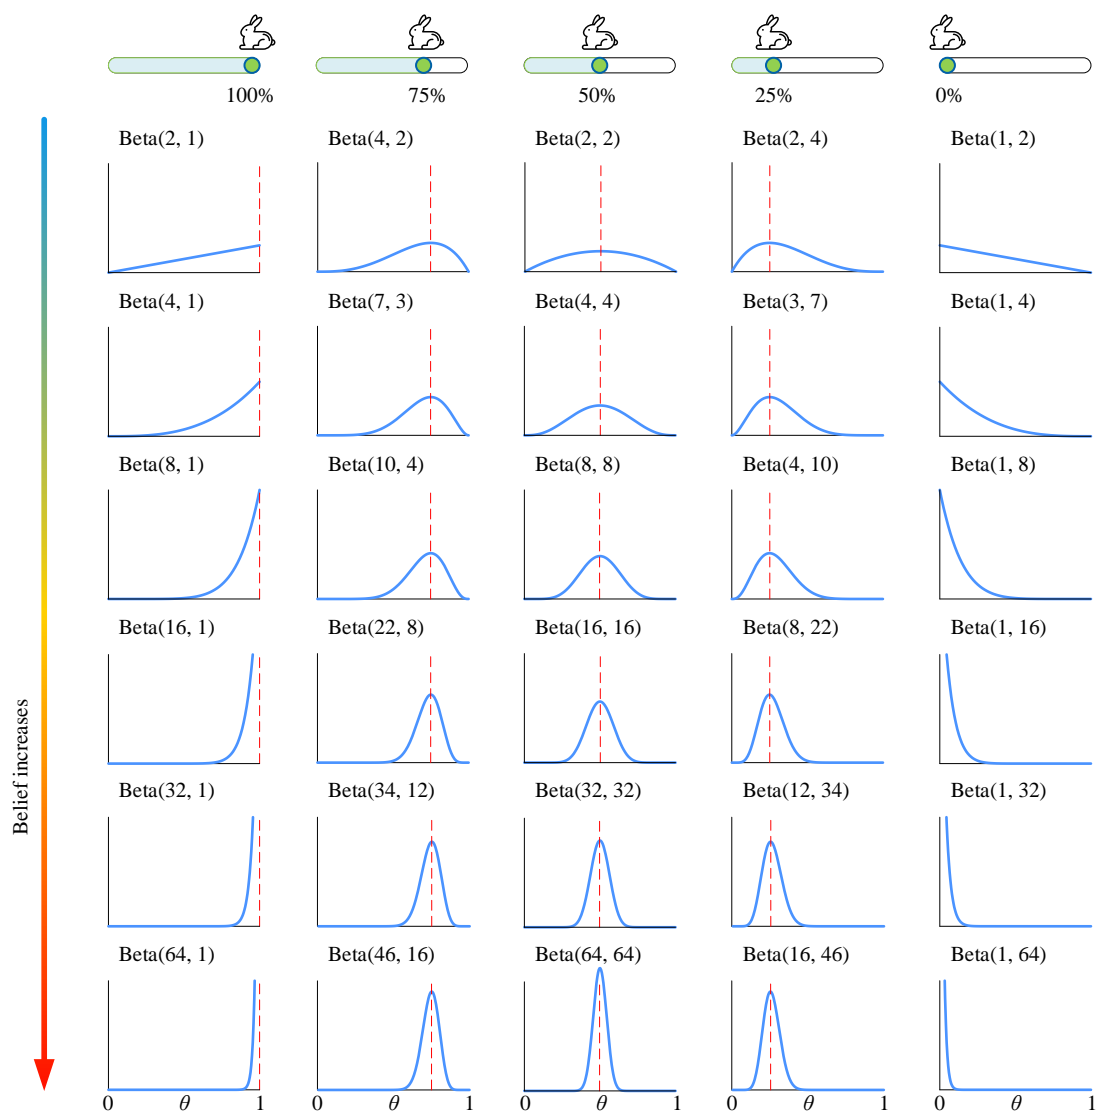 100% 75% 50% 25% 0%
Beta(2, 1) Beta(4, 2) Beta(2, 2) Beta(2, 4) Beta(1, 2)
Beta(4, 1) Beta(7, 3) Beta(4, 4) Beta(3, 7) Beta(1, 4)
Beta(8, 1) Beta(10, 4) Beta(8, 8) Beta(4, 10) Beta(1, 8)
Beta(16, 1) Beta(22, 8) Beta(16, 16) Beta(8, 22) Beta(1, 16)
Belief increases
Beta(32, 1) Beta(34, 12) Beta(32, 32) Beta(12, 34) Beta(1, 32)
Beta(64, 1) Beta(46, 16) Beta(64, 64) Beta(16, 46) Beta(1, 64)
0 θ 1 0 θ 1 0 θ 1 0 θ 1 0 θ 1